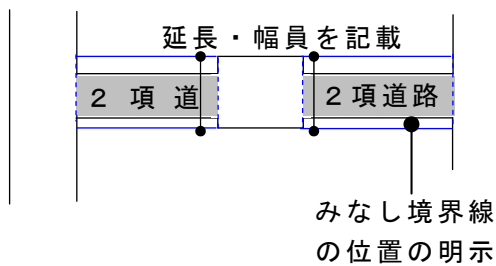 延長・幅員を記載
２項道
２項道路
みなし境界線
の位置の明示